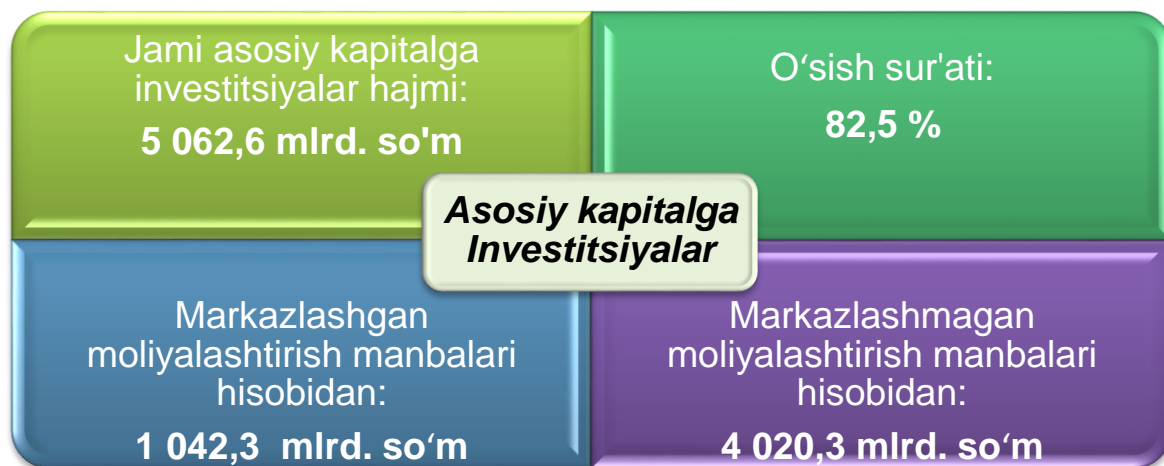 Jami asosiy kapitalga
investitsiyalar hajmi:
5 062,6 mlrd. so'm
O‘sish sur'ati:
82,5 %
Asosiy kapitalga
Investitsiyalar
Markazlashgan
moliyalashtirish manbalari
hisobidan:
1 042,3 mlrd. so‘m
Markazlashmagan
moliyalashtirish manbalari
hisobidan:
4 020,3 mlrd. so‘m